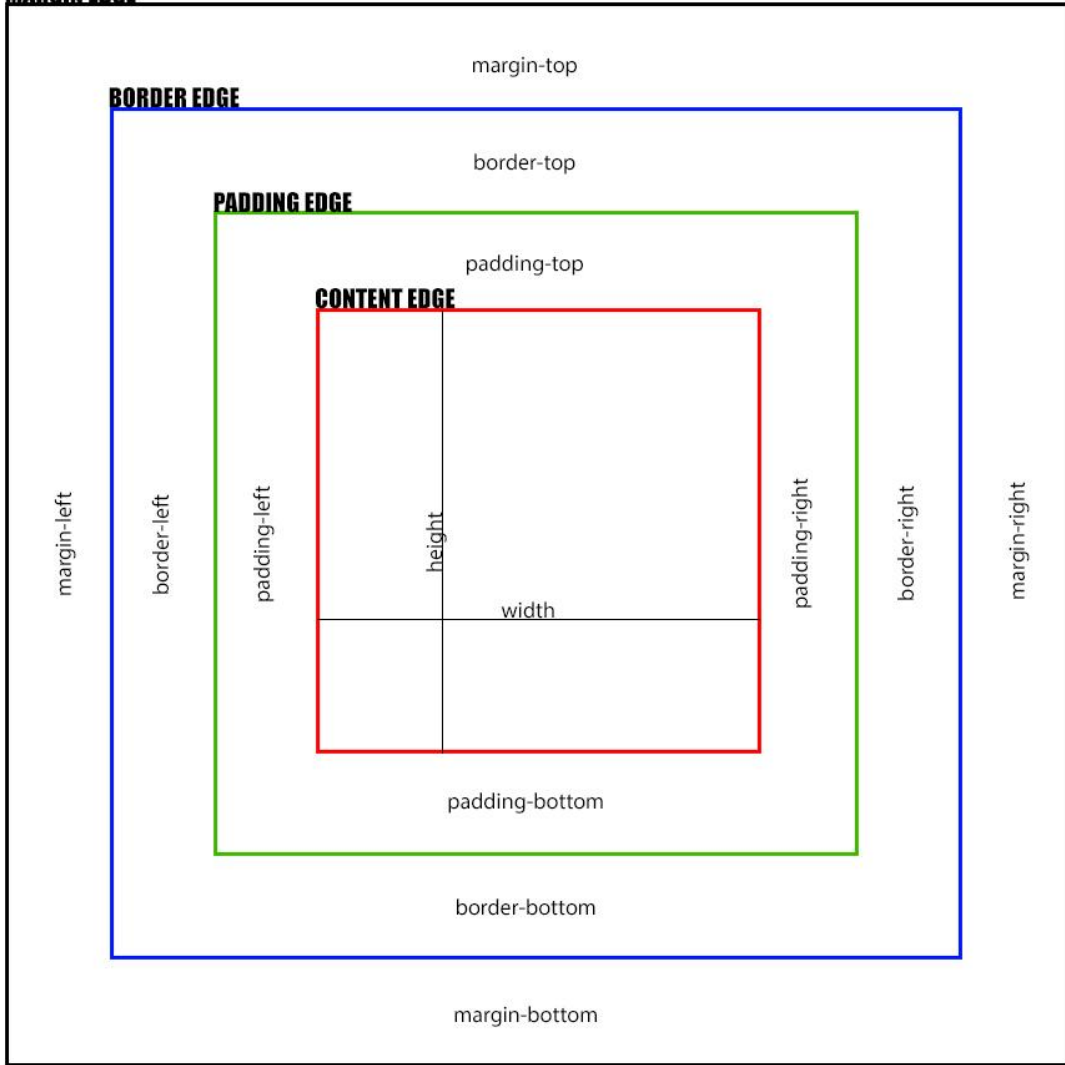 margin-top
BORDER EDGE
border-top
PADDING EDGE
padding-top
CONTENT EDGE
margin-left
border-left
padding-left
height
width
padding-right
border-right
margin-right
padding-bottom
border-bottom
margin-bottom